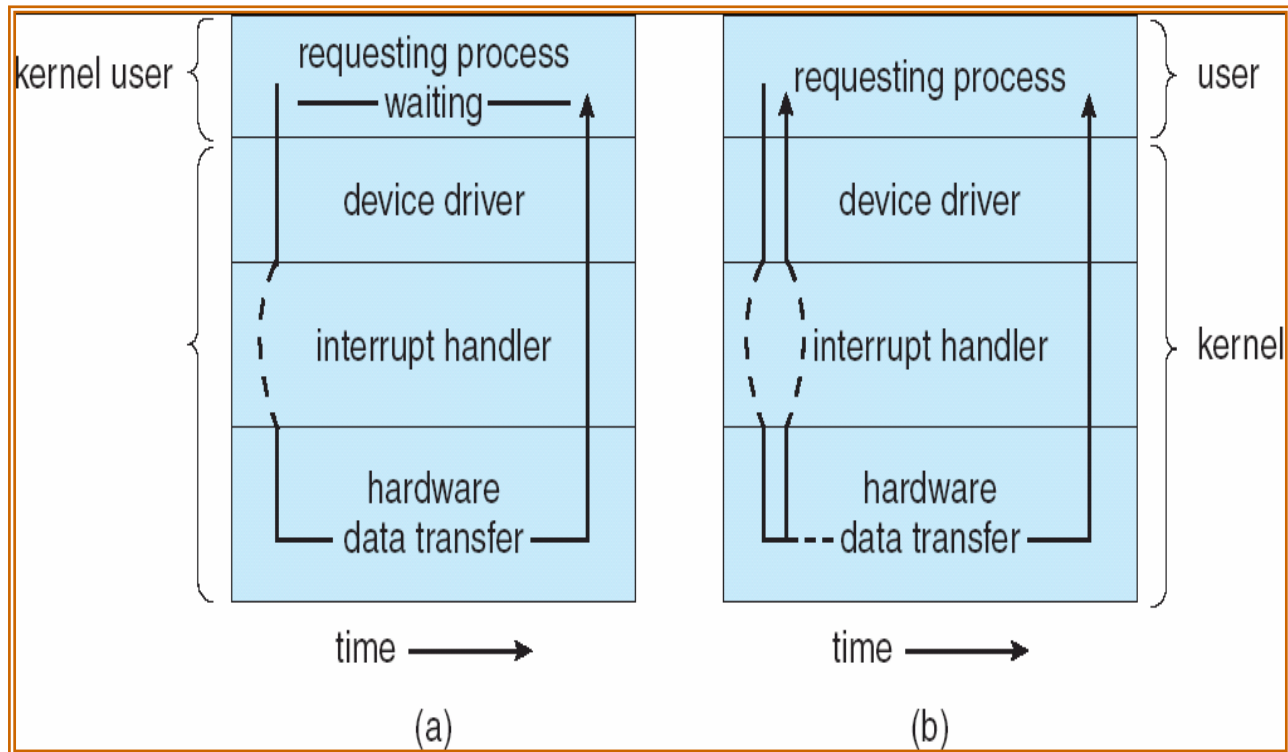 kernel user
requesting process
waiting
device driver
interrupt handler
hardware
data transfer
time
(a)
requesting process
user
device driver
interrupt handler
kernel
hardware
data transfer
time
(b)